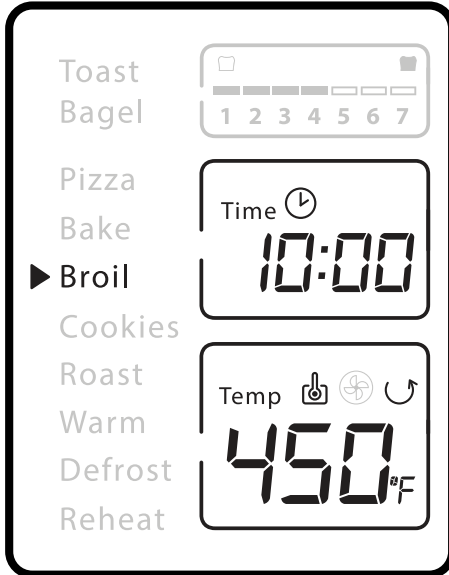 Toast
Bagel
1 2 3 4 5 6 7
Pizza
Bake
Broil
Cookies
Roast
Warm
Defrost
Reheat
Time
10:00
Temp
450°F